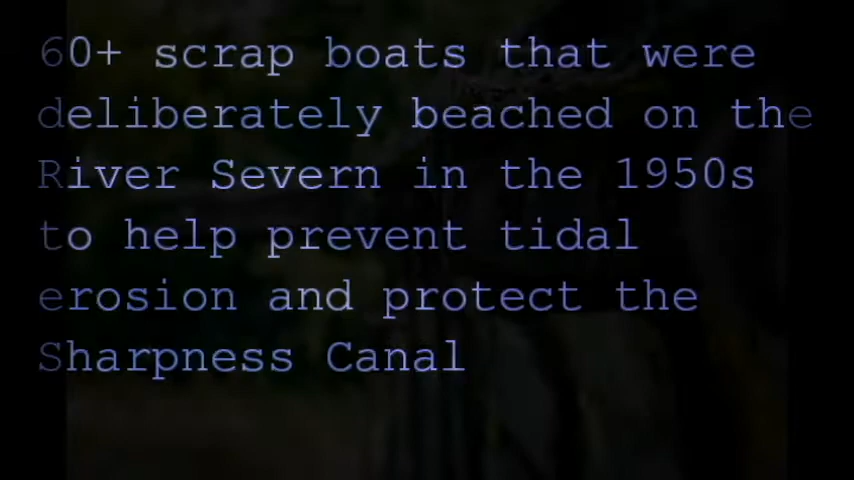 60+ scrap boats that were
deliberately beached on the
River Severn in the 1950s
to help prevent tidal
erosion and protect the
Sharpness Canal